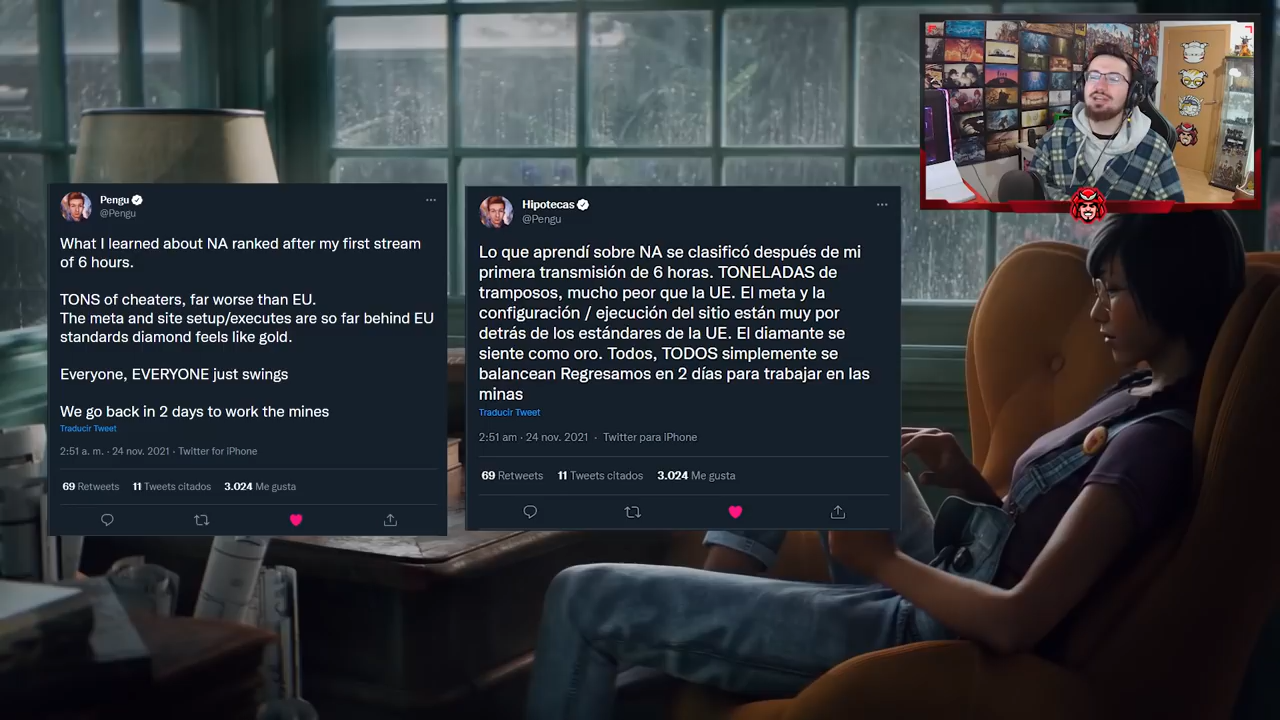 Pengu
@Pengu
What I learned about NA ranked after my first stream
of 6 hours.
TONS of cheaters, far worse than EU.
The meta and site setup/executes are so far behind EU
standards diamond feels like gold.
Everyone, EVERYONE just swings
We go back in 2 days to work the mines
Traducir Tweet
2:51 a. m. · 24 nov. 2021 · Twitter for iPhone
69 Retweets 11 Tweets citados 3.024 Me gusta
Hipotecas
@Pengu
Lo que aprendí sobre NA se clasificó después de mi
primera transmisión de 6 horas. TONELADAS de
tramposos, mucho peor que la UE. El meta y la
configuración / ejecución del sitio están muy por
detrás de los estándares de la UE. El diamante se
siente como oro. Todos, TODOS simplemente se
balancean Regresamos en 2 días para trabajar en las
minas
Traducir Tweet
2:51 am · 24 nov. 2021 · Twitter para iPhone
69 Retweets 11 Tweets citados 3.024 Me gusta